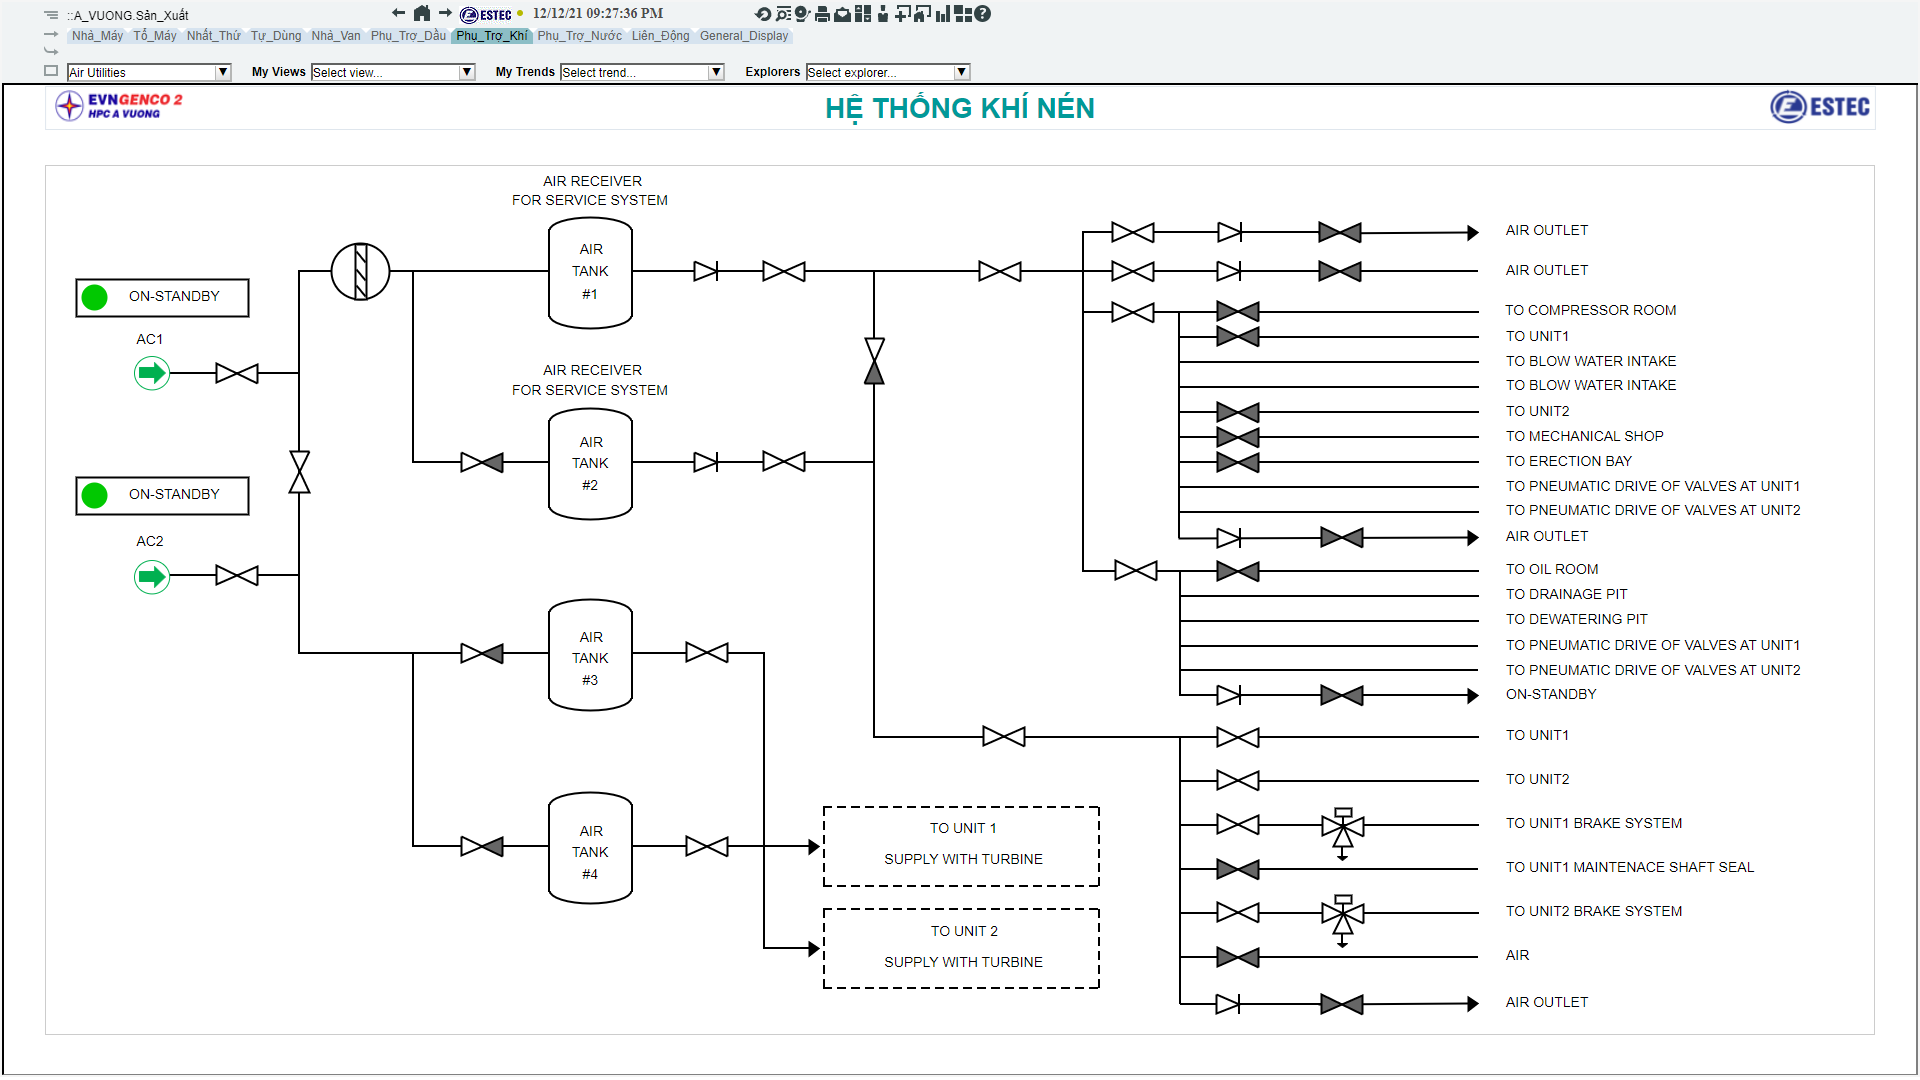 ::A_VUONG.Sản_Xuất
ESTEC
12/12/21 09:27:36 PM
Nhà_Máy Tổ_Máy Nhất_Thứ Tự_Dùng Nhà_Van Phụ_Trợ_Dầu Phụ_Trợ_Khí Phụ_Trợ_Nước Liên_Động General_Display
Air Utilities My Views Select view... My Trends Select trend... Explorers Select explorer...
EVNGENCO 2
HPC A VUONG
HỆ THỐNG KHÍ NÉN
ESTEC
AIR RECEIVER
FOR SERVICE SYSTEM
AIR
TANK
#1
ON-STANDBY
AC1
AIR RECEIVER
FOR SERVICE SYSTEM
AIR
TANK
#2
ON-STANDBY
AC2
AIR
TANK
#3
AIR
TANK
#4
TO UNIT 1
SUPPLY WITH TURBINE
TO UNIT 2
SUPPLY WITH TURBINE
AIR OUTLET
AIR OUTLET
TO COMPRESSOR ROOM
TO UNIT1
TO BLOW WATER INTAKE
TO BLOW WATER INTAKE
TO UNIT2
TO MECHANICAL SHOP
TO ERECTION BAY
TO PNEUMATIC DRIVE OF VALVES AT UNIT1
TO PNEUMATIC DRIVE OF VALVES AT UNIT2
AIR OUTLET
TO OIL ROOM
TO DRAINAGE PIT
TO DEWATERING PIT
TO PNEUMATIC DRIVE OF VALVES AT UNIT1
TO PNEUMATIC DRIVE OF VALVES AT UNIT2
ON-STANDBY
TO UNIT1
TO UNIT2
TO UNIT1 BRAKE SYSTEM
TO UNIT1 MAINTENACE SHAFT SEAL
TO UNIT2 BRAKE SYSTEM
AIR
AIR OUTLET